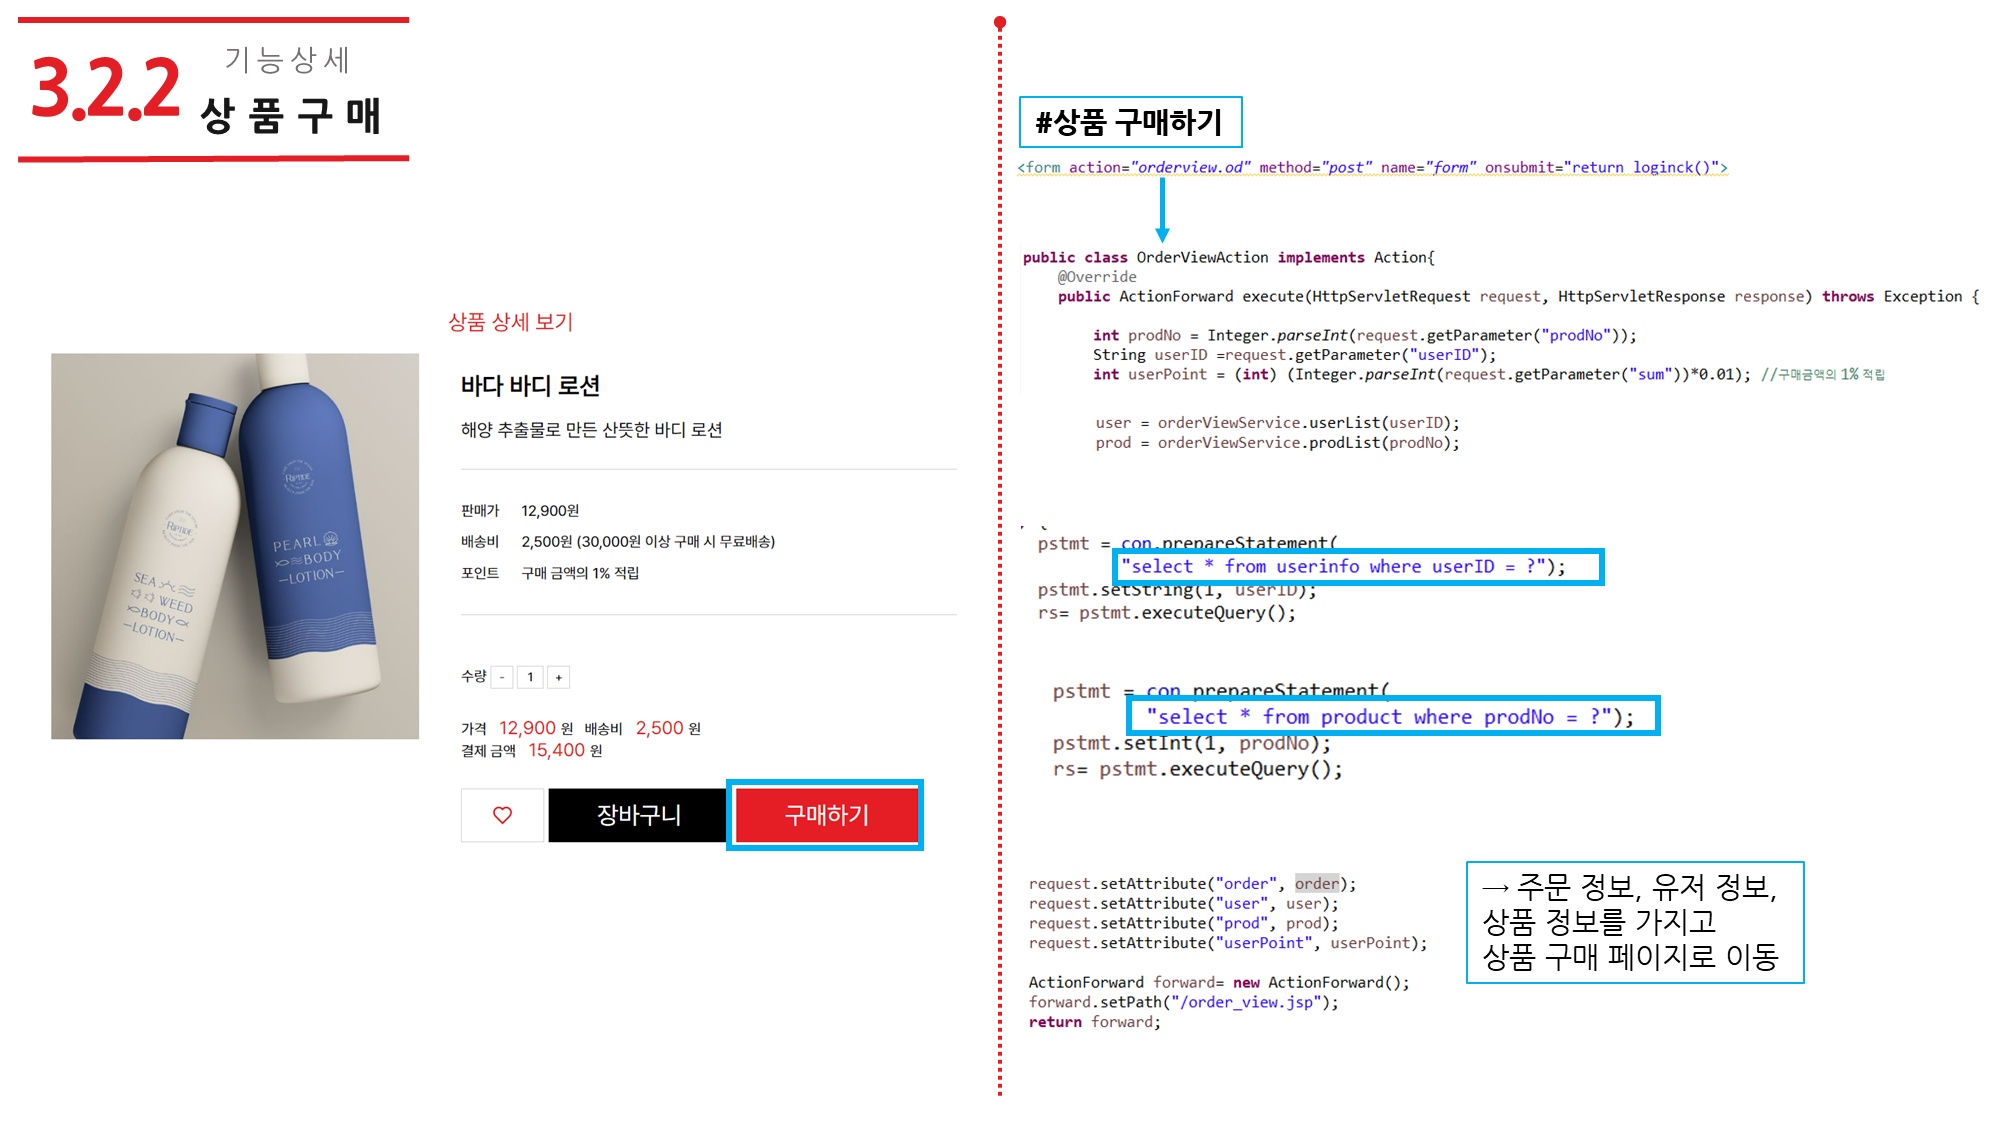 3.2.2
기능상세
상품구매
상품 상세 보기
바다 바디 로션
해양 추출물로 만든 산뜻한 바디 로션
판매가 12,900원
배송비 2,500원 (30,000원 이상 구매 시 무료배송)
포인트 구매 금액의 1% 적립
수량 - 1 +
가격 12,900 원 배송비 2,500 원
결제 금액 15,400 원
장바구니 구매하기
RIPTIDE
SEA
WEED
BODY
LOTION
RIPTIDE
PEARL
BODY
LOTION
#상품 구매하기
<form action="orderview.od" method="post" name="form" onsubmit="return loginck()">
public class OrderViewAction implements Action{
@Override
public ActionForward execute(HttpServletRequest request, HttpServletResponse response) throws Exception {
int prodNo = Integer.parseInt(request.getParameter("prodNo"));
String userID =request.getParameter("userID");
int userPoint = (int) (Integer.parseInt(request.getParameter("sum"))*0.01); //구매금액의 1% 적립
user = orderViewService.userList(userID);
prod = orderViewService.prodList(prodNo);
pstmt = con.prepareStatement(
"select * from userinfo where userID = ?");
pstmt.setString(1, userID);
rs= pstmt.executeQuery();
pstmt = con.prepareStatement(
"select * from product where prodNo = ?");
pstmt.setInt(1, prodNo);
rs= pstmt.executeQuery();
request.setAttribute("order", order);
request.setAttribute("user", user);
request.setAttribute("prod", prod);
request.setAttribute("userPoint", userPoint);
ActionForward forward= new ActionForward();
forward.setPath("/order_view.jsp");
return forward;
→ 주문 정보, 유저 정보,
상품 정보를 가지고
상품 구매 페이지로 이동